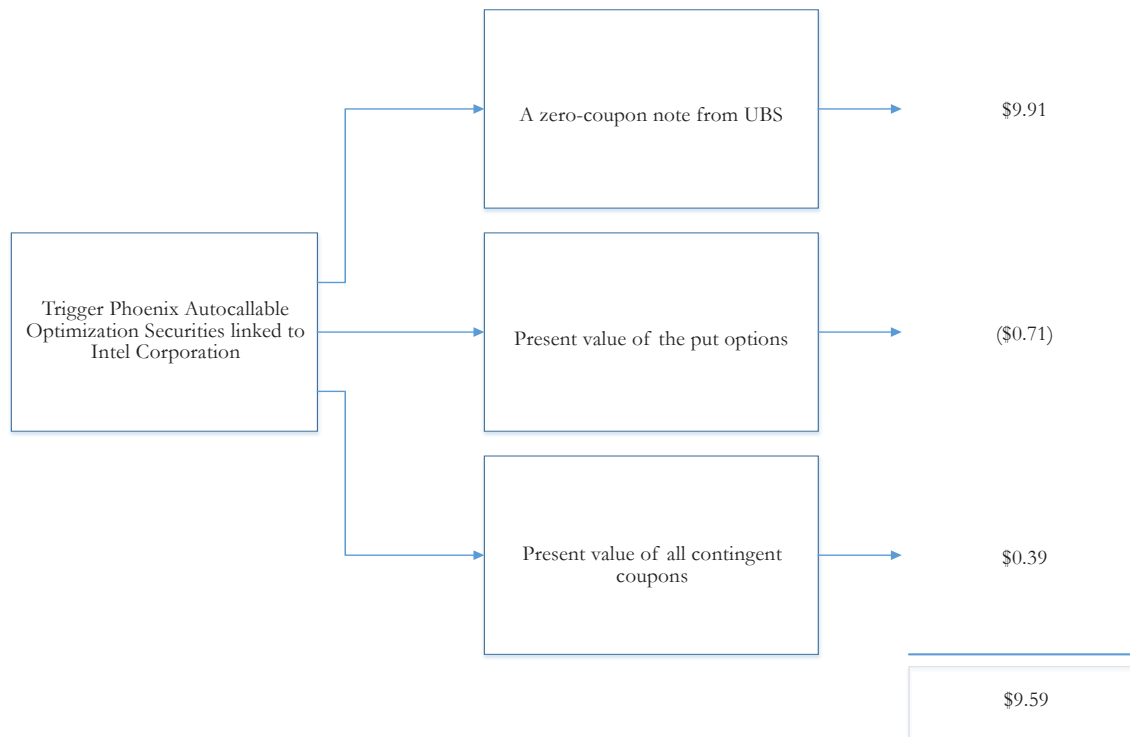 A zero-coupon note from UBS
$9.91
Trigger Phoenix Autocallable
Optimization Securities linked to
Intel Corporation
Present value of the put options
($0.71)
Present value of all contingent
coupons
$0.39
$9.59